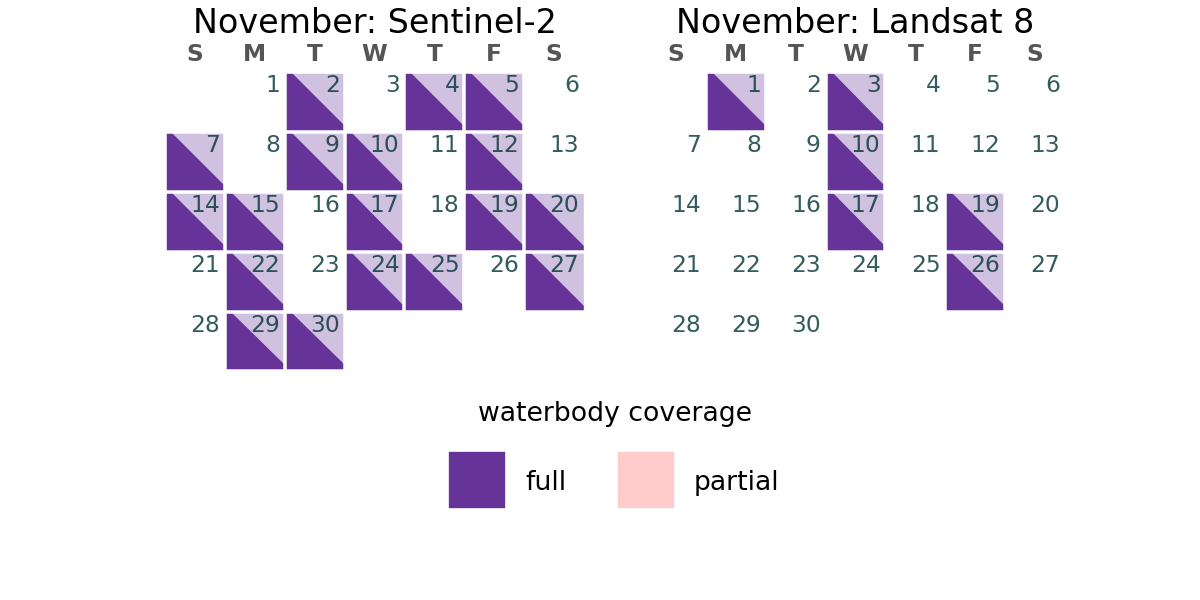 November: Sentinel-2
S M T W T F S
1 2 3 4 5 6
7 8 9 10 11 12 13
14 15 16 17 18 19 20
21 22 23 24 25 26 27
28 29 30
November: Landsat 8
S M T W T F S
1 2 3 4 5 6
7 8 9 10 11 12 13
14 15 16 17 18 19 20
21 22 23 24 25 26 27
28 29 30
waterbody coverage
full partial